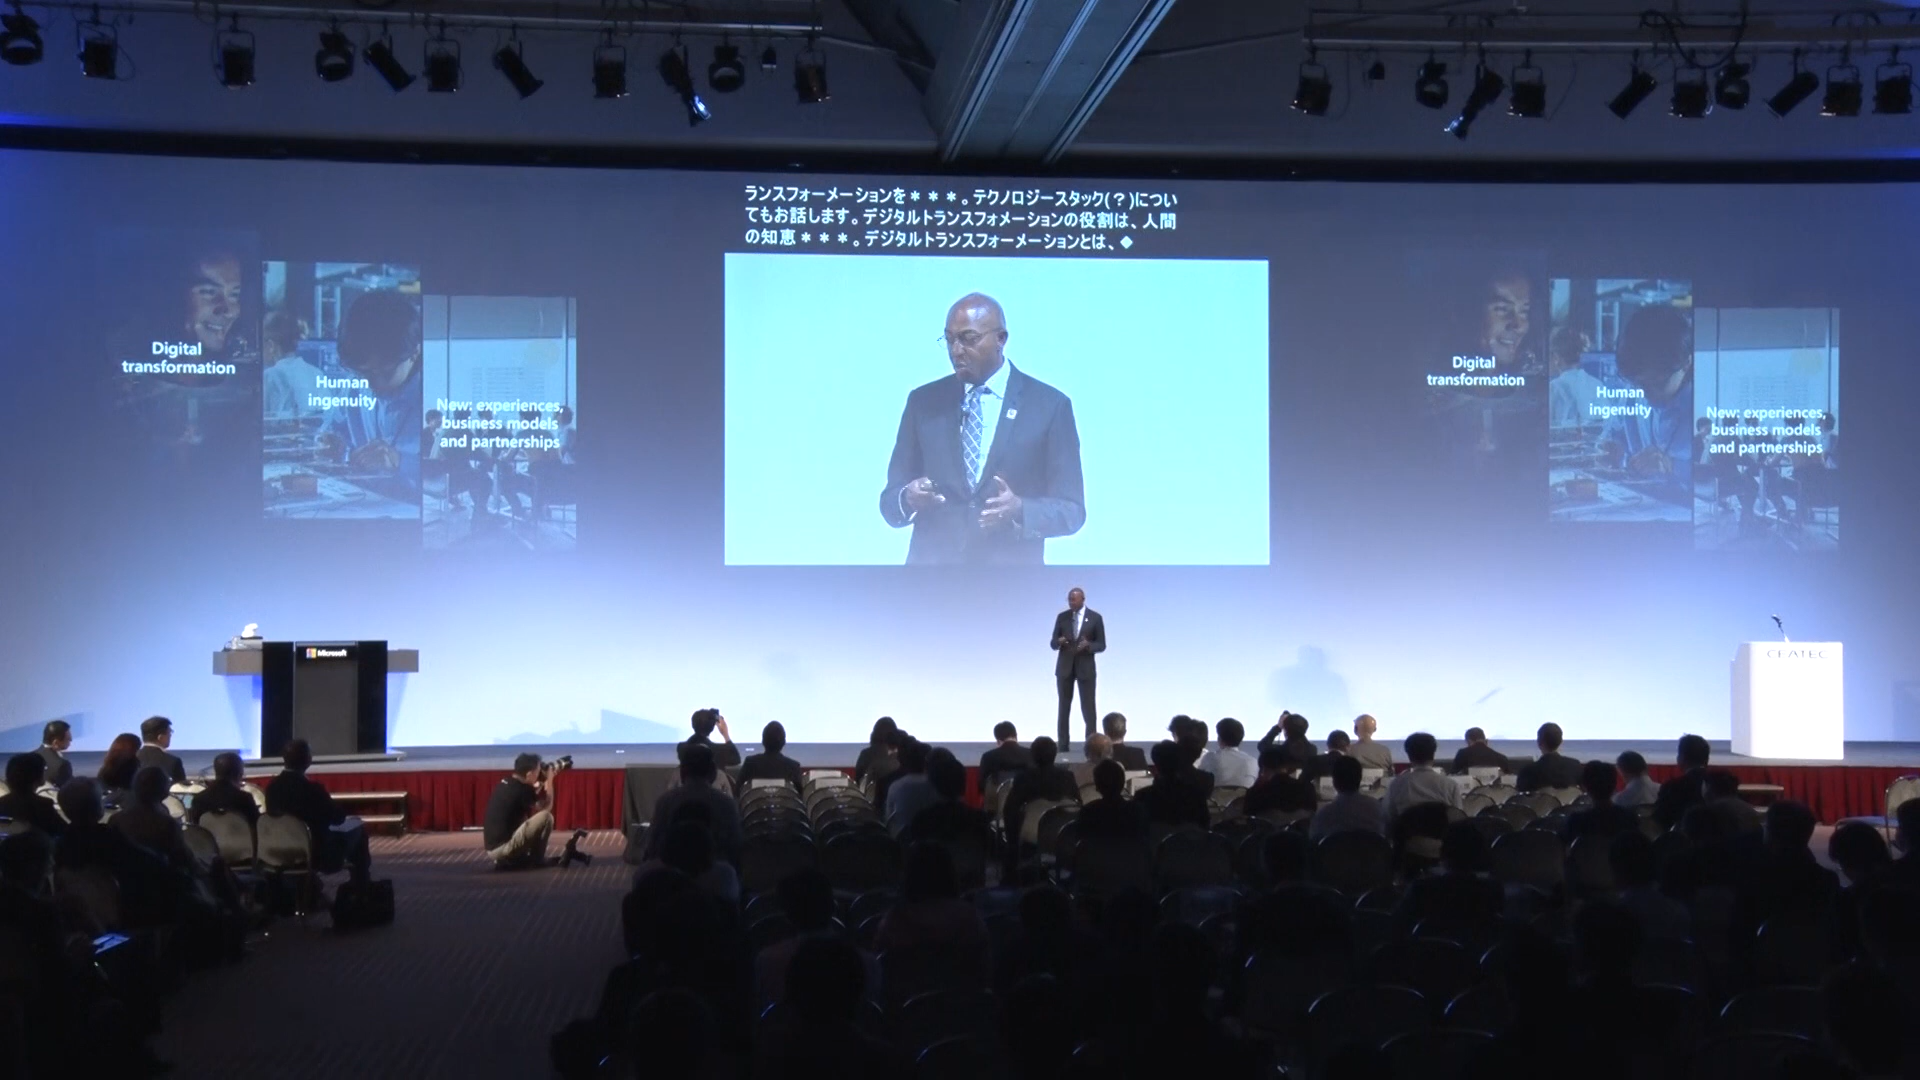 ランスフォーメーションを＊＊＊。テクノロジースタック(？)につい
てもお話します。デジタルトランスフォメーションの役割は、人間
の知恵＊＊＊。デジタルトランスフォーメーションとは、◆
Digital
transformation
Human
ingenuity
New: experiences,
business models
and partnerships
Digital
transformation
Human
ingenuity
New: experiences,
business models
and partnerships
Microsoft
CEATEC